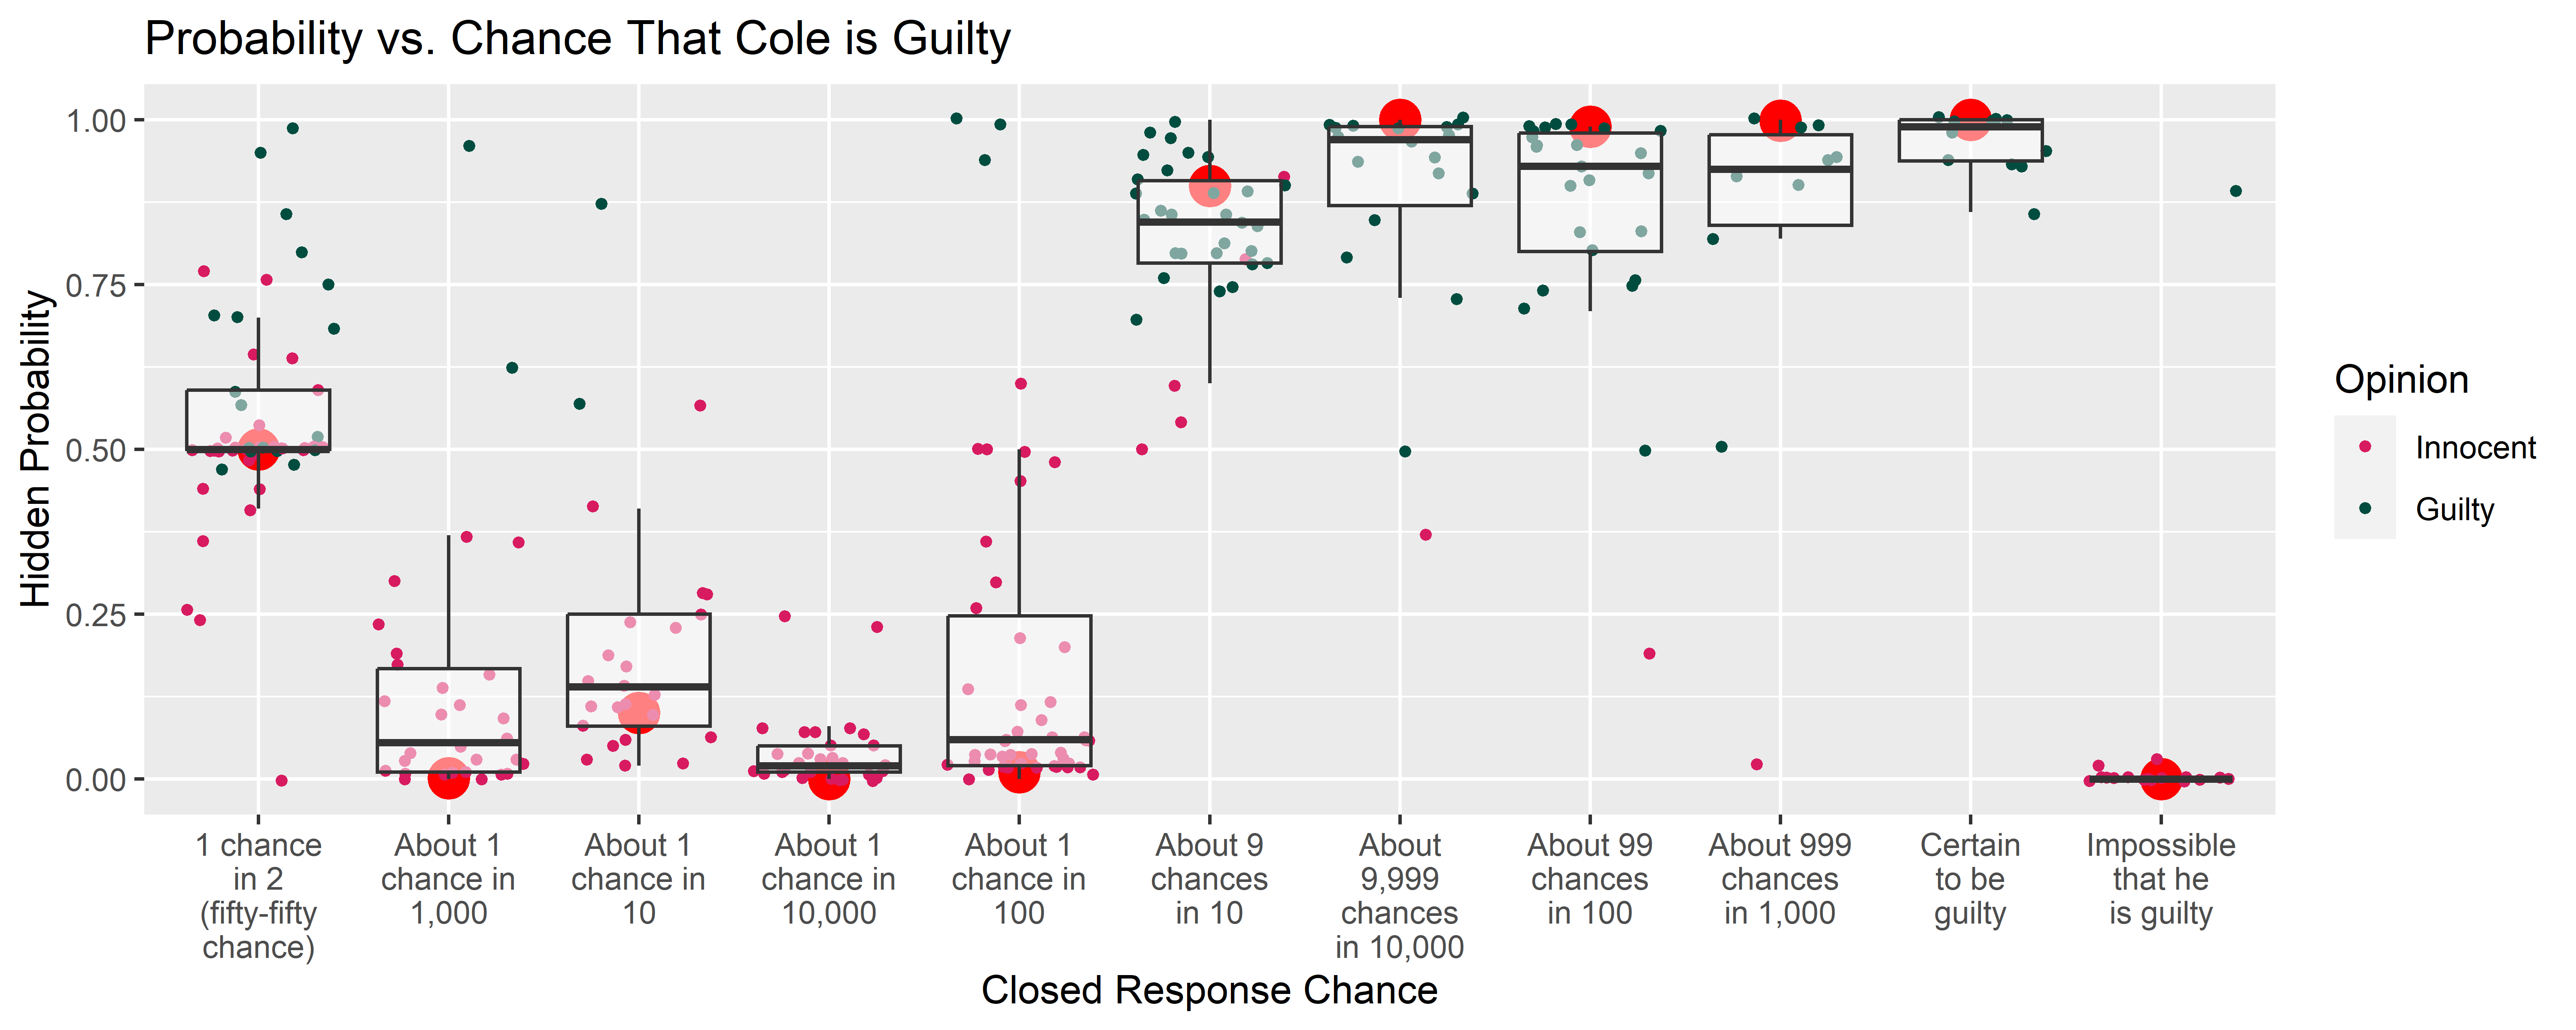 Probability vs. Chance That Cole is Guilty
Hidden Probability
1.00
0.75
0.50
0.25
0.00
1 chance
in 2
(fifty-fifty
chance)
About 1
chance in
1,000
About 1
chance in
10
About 1
chance in
10,000
About 1
chance in
100
About 9
chances
in 10
About
9,999
chances
in 10,000
About 99
chances
in 100
About 999
chances
in 1,000
Certain
to be
guilty
Impossible
that he
is guilty
Closed Response Chance
Opinion
Innocent
Guilty